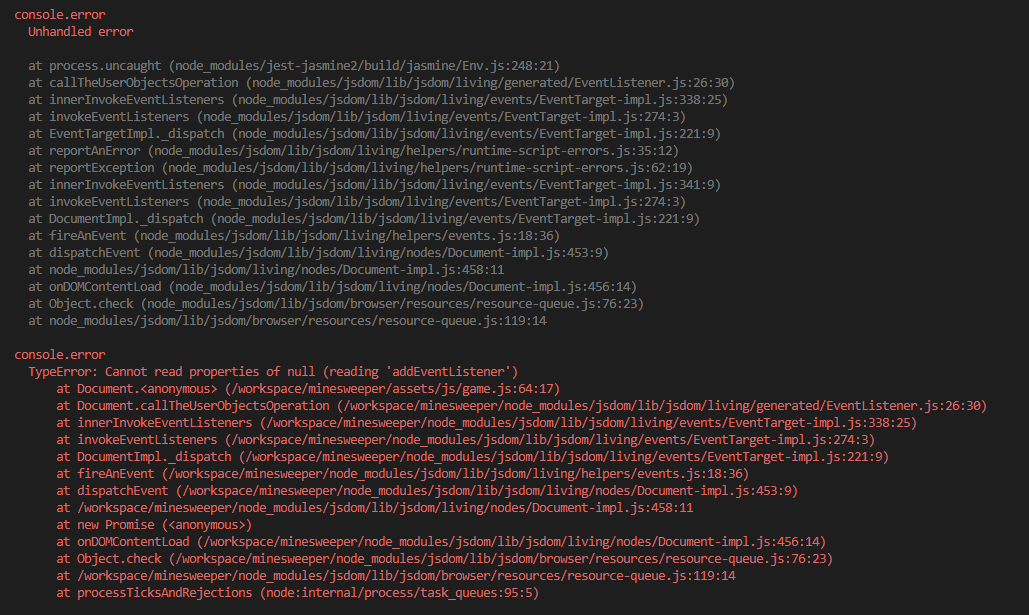 console.error
Unhandled error
at process.uncaught (node_modules/jest-jasmine2/build/jasmine/Env.js:248:21)
at callTheUserObjectsOperation (node_modules/jsdom/lib/jsdom/living/generated/EventListener.js:26:30)
at innerInvokeEventListeners (node_modules/jsdom/lib/jsdom/living/events/EventTarget-impl.js:338:25)
at invokeEventListeners (node_modules/jsdom/lib/jsdom/living/events/EventTarget-impl.js:274:3)
at EventTargetImpl._dispatch (node_modules/jsdom/lib/jsdom/living/events/EventTarget-impl.js:221:9)
at reportAnError (node_modules/jsdom/lib/jsdom/living/helpers/runtime-script-errors.js:35:12)
at reportException (node_modules/jsdom/lib/jsdom/living/helpers/runtime-script-errors.js:62:19)
at innerInvokeEventListeners (node_modules/jsdom/lib/jsdom/living/events/EventTarget-impl.js:341:9)
at invokeEventListeners (node_modules/jsdom/lib/jsdom/living/events/EventTarget-impl.js:274:3)
at DocumentImpl._dispatch (node_modules/jsdom/lib/jsdom/living/events/EventTarget-impl.js:221:9)
at fireAnEvent (node_modules/jsdom/lib/jsdom/living/helpers/events.js:18:36)
at dispatchEvent (node_modules/jsdom/lib/jsdom/living/nodes/Document-impl.js:453:9)
at node_modules/jsdom/lib/jsdom/living/nodes/Document-impl.js:458:11
at onDOMContentLoad (node_modules/jsdom/lib/jsdom/living/nodes/Document-impl.js:456:14)
at Object.check (node_modules/jsdom/lib/jsdom/browser/resources/resource-queue.js:76:23)
at node_modules/jsdom/lib/jsdom/browser/resources/resource-queue.js:119:14
console.error
TypeError: Cannot read properties of null (reading 'addEventListener')
at Document.<anonymous> (/workspace/minesweeper/assets/js/game.js:64:17)
at Document.callTheUserObjectsOperation (/workspace/minesweeper/node_modules/jsdom/lib/jsdom/living/generated/EventListener.js:26:30)
at innerInvokeEventListeners (/workspace/minesweeper/node_modules/jsdom/lib/jsdom/living/events/EventTarget-impl.js:338:25)
at invokeEventListeners (/workspace/minesweeper/node_modules/jsdom/lib/jsdom/living/events/EventTarget-impl.js:274:3)
at DocumentImpl._dispatch (/workspace/minesweeper/node_modules/jsdom/lib/jsdom/living/events/EventTarget-impl.js:221:9)
at fireAnEvent (/workspace/minesweeper/node_modules/jsdom/lib/jsdom/living/helpers/events.js:18:36)
at dispatchEvent (/workspace/minesweeper/node_modules/jsdom/lib/jsdom/living/nodes/Document-impl.js:453:9)
at /workspace/minesweeper/node_modules/jsdom/lib/jsdom/living/nodes/Document-impl.js:458:11
at new Promise (<anonymous>)
at onDOMContentLoad (/workspace/minesweeper/node_modules/jsdom/lib/jsdom/living/nodes/Document-impl.js:456:14)
at Object.check (/workspace/minesweeper/node_modules/jsdom/lib/jsdom/browser/resources/resource-queue.js:76:23)
at /workspace/minesweeper/node_modules/jsdom/lib/jsdom/browser/resources/resource-queue.js:119:14
at processTicksAndRejections (node:internal/process/task_queues:95:5)